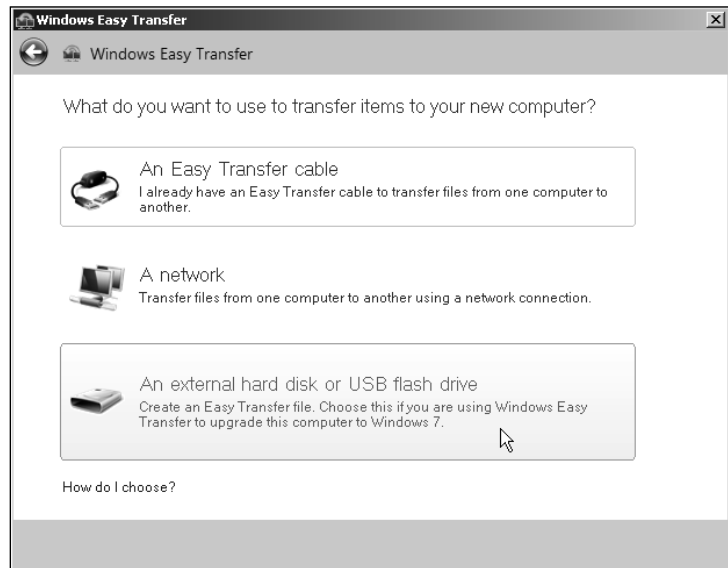 Windows Easy Transfer
Windows Easy Transfer
What do you want to use to transfer items to your new computer?
An Easy Transfer cable
I already have an Easy Transfer cable to transfer files from one computer to
another.
A network
Transfer files from one computer to another using a network connection.
An external hard disk or USB flash drive
Create an Easy Transfer file. Choose this if you are using Windows Easy
Transfer to upgrade this computer to Windows 7.
How do I choose?